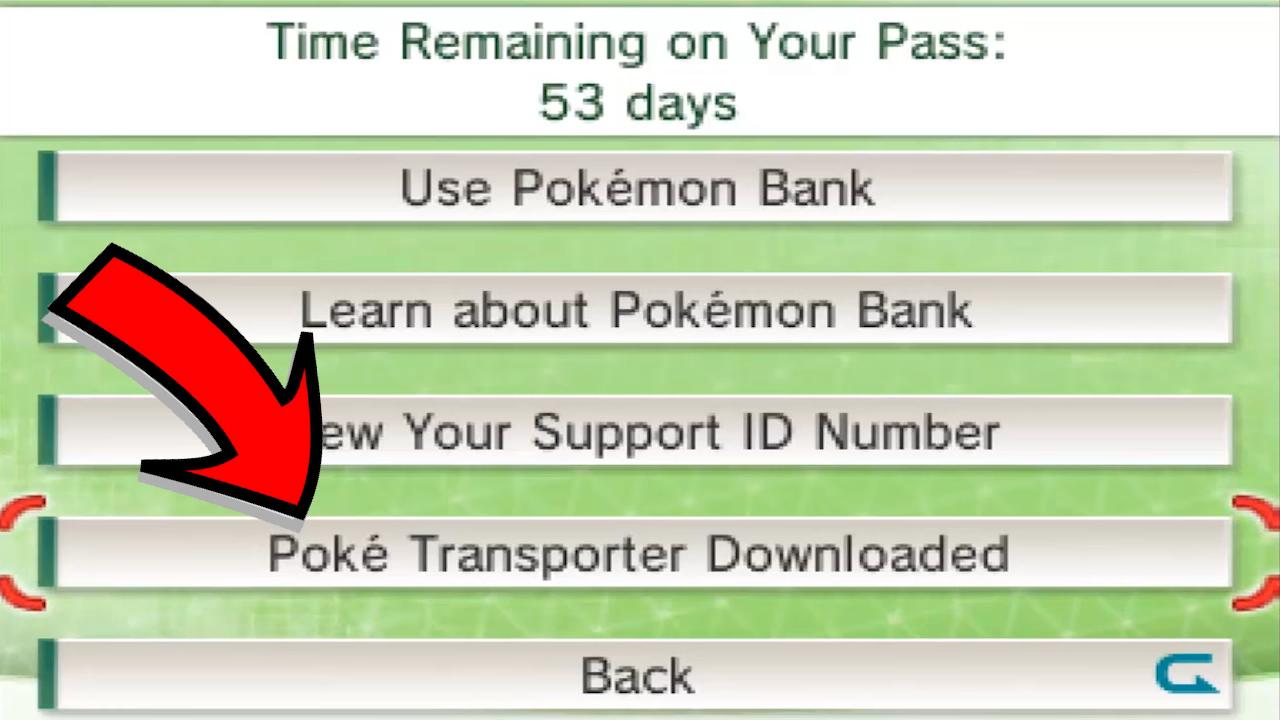 Time Remaining on Your Pass:
53 days
Use Pokémon Bank
Learn about Pokémon Bank
Your Support ID Number
Poké Transporter Downloaded
Back